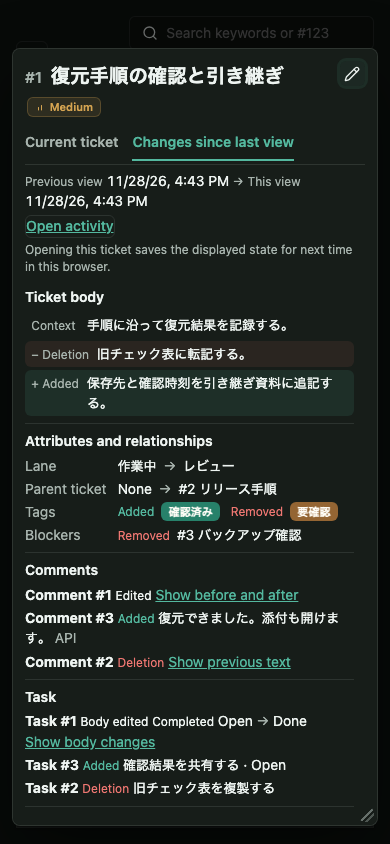 Search keywords or #123
#1 復元手順の確認と引き継ぎ
Medium
Current ticket Changes since last view
Previous view 11/28/26, 4:43 PM → This view
11/28/26, 4:43 PM
Open activity
Opening this ticket saves the displayed state for next time
in this browser.
Ticket body
Context 手順に沿って復元結果を記録する。
− Deletion 旧チェック表に転記する。
+ Added 保存先と確認時刻を引き継ぎ資料に追記す
る。
Attributes and relationships
Lane 作業中 → レビュー
Parent ticket None → #2 リリース手順
Tags Added 確認済み Removed 要確認
Blockers Removed #3 バックアップ確認
Comments
Comment #1 Edited Show before and after
Comment #3 Added 復元できました。添付も開けま
す。 API
Comment #2 Deletion Show previous text
Task
Task #1 Body edited Completed Open → Done
Show body changes
Task #3 Added 確認結果を共有する · Open
Task #2 Deletion 旧チェック表を複製する